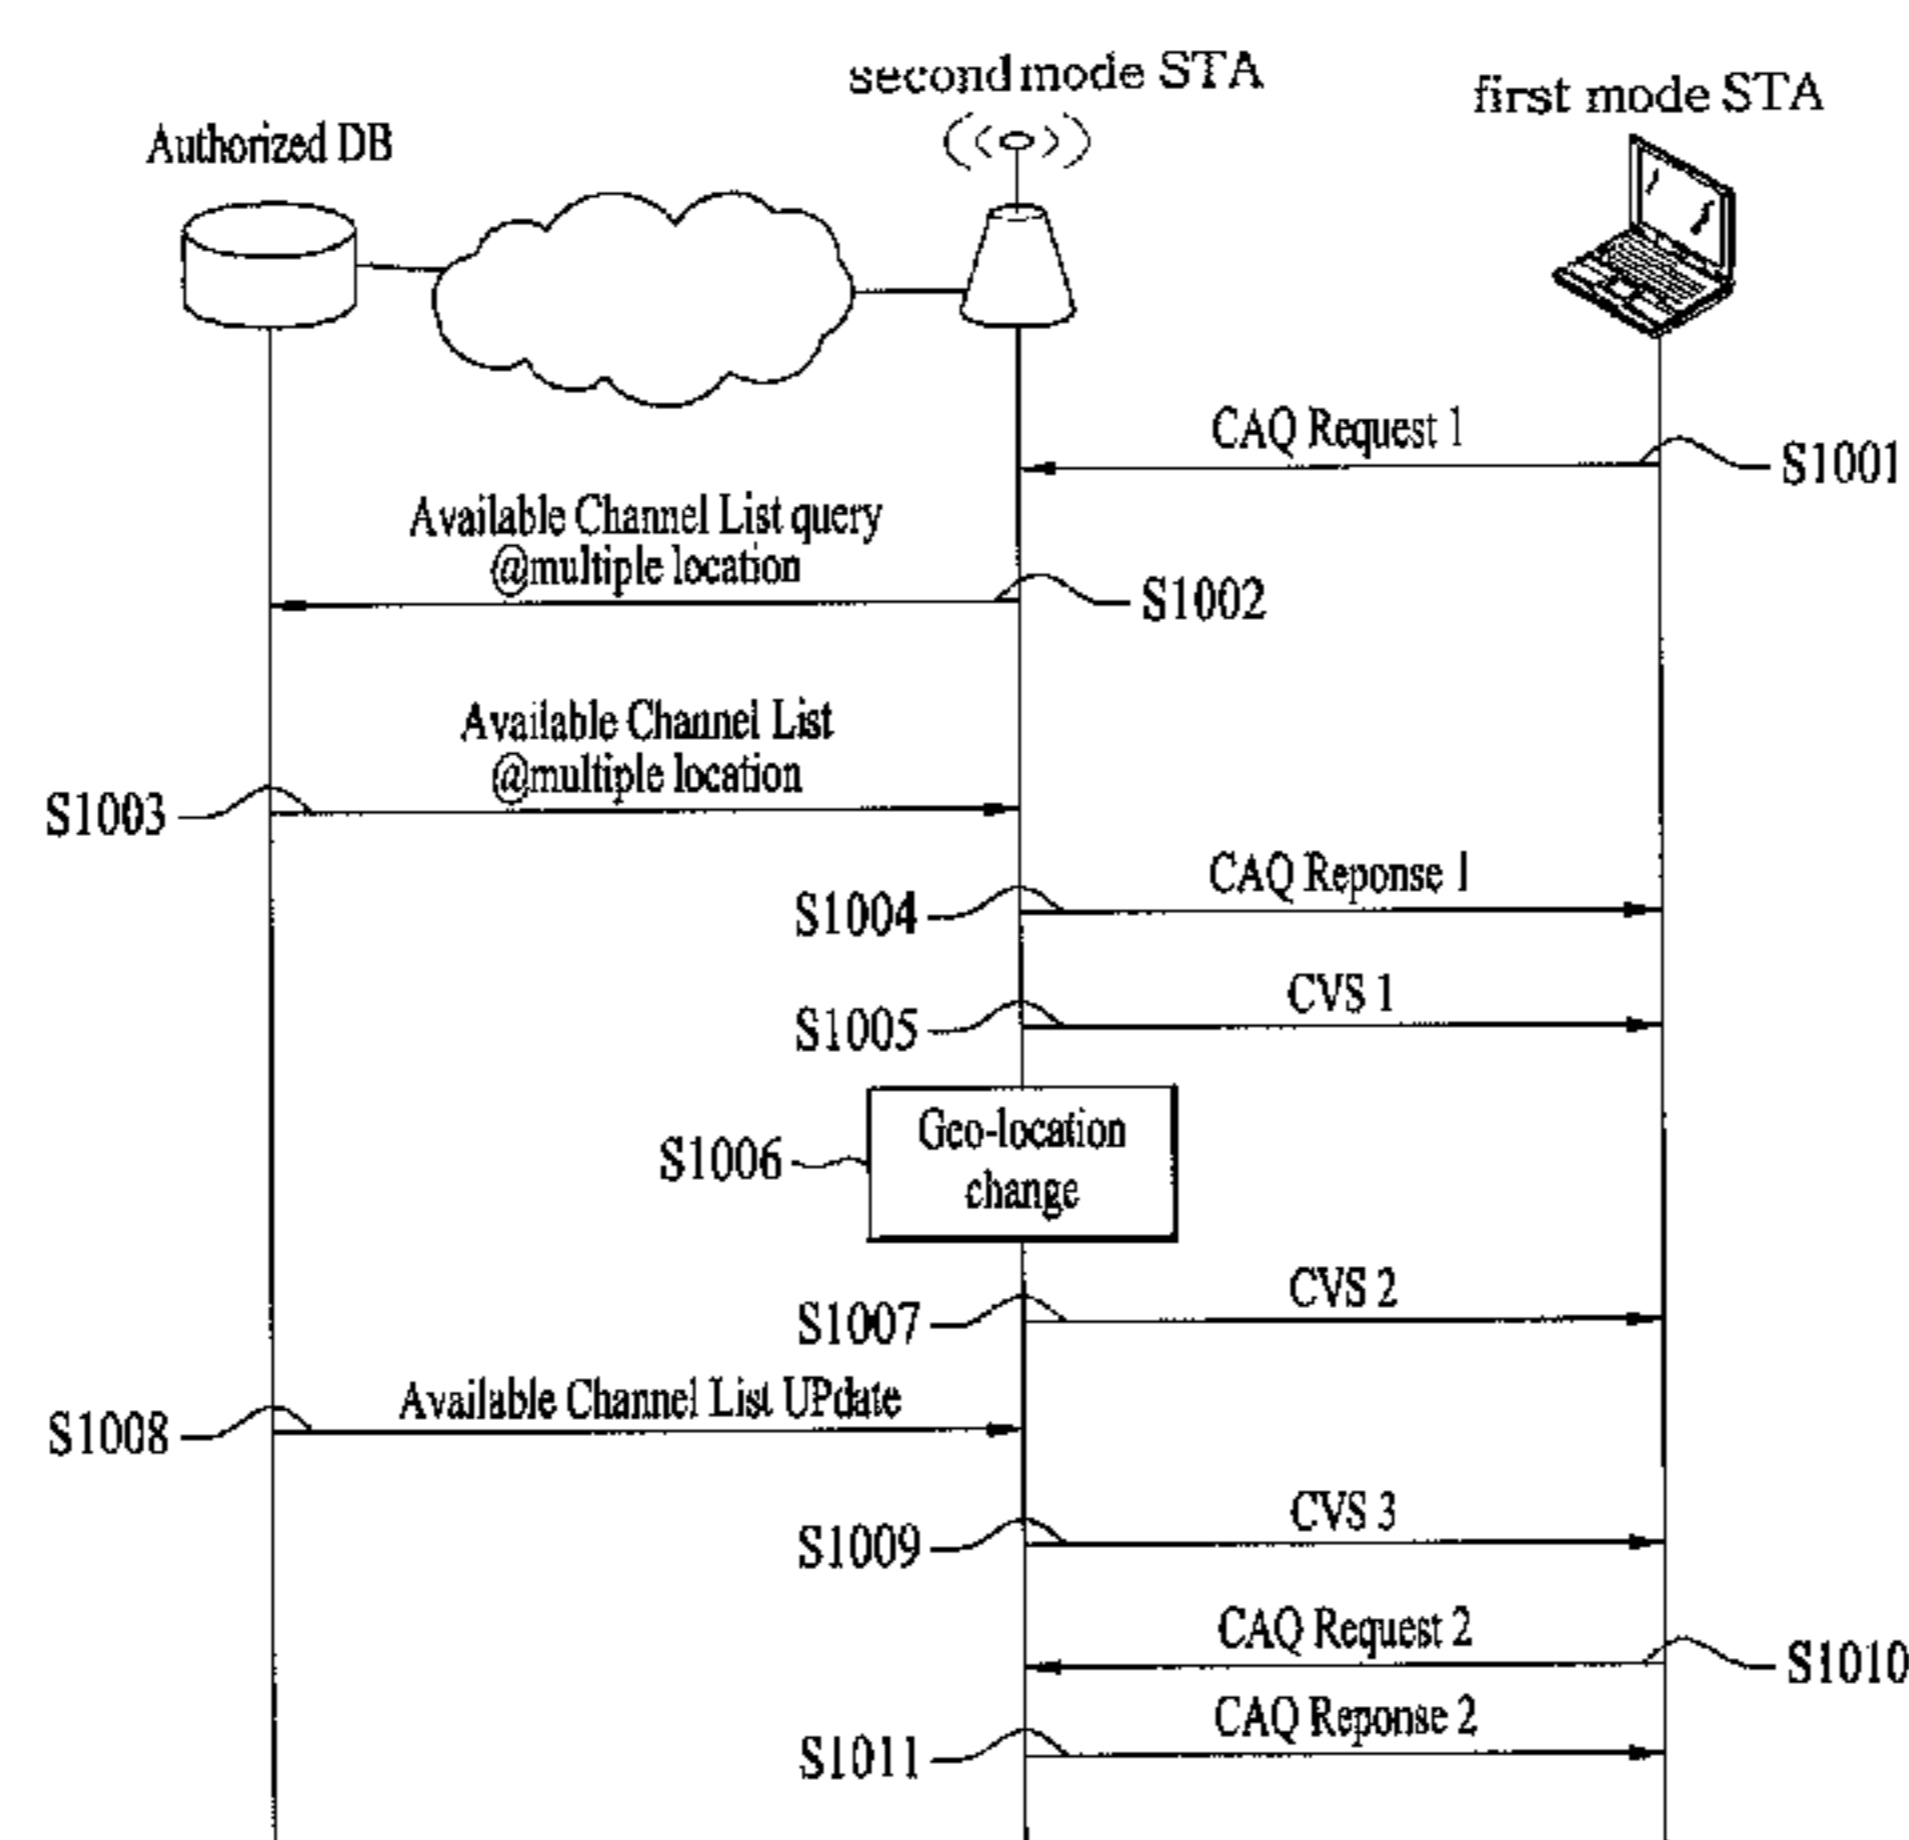 second mode STA
first mode STA
Authorized DB
CAQ Request 1
S1001
Available Channel List query
@multiple location
S1002
Available Channel List
@multiple location
S1003
CAQ Reponse 1
S1004
CVS 1
S1005
Geo-location
change
S1006
CVS 2
S1007
Available Channel List UPdate
S1008
CVS 3
S1009
CAQ Request 2
S1010
CAQ Reponse 2
S1011